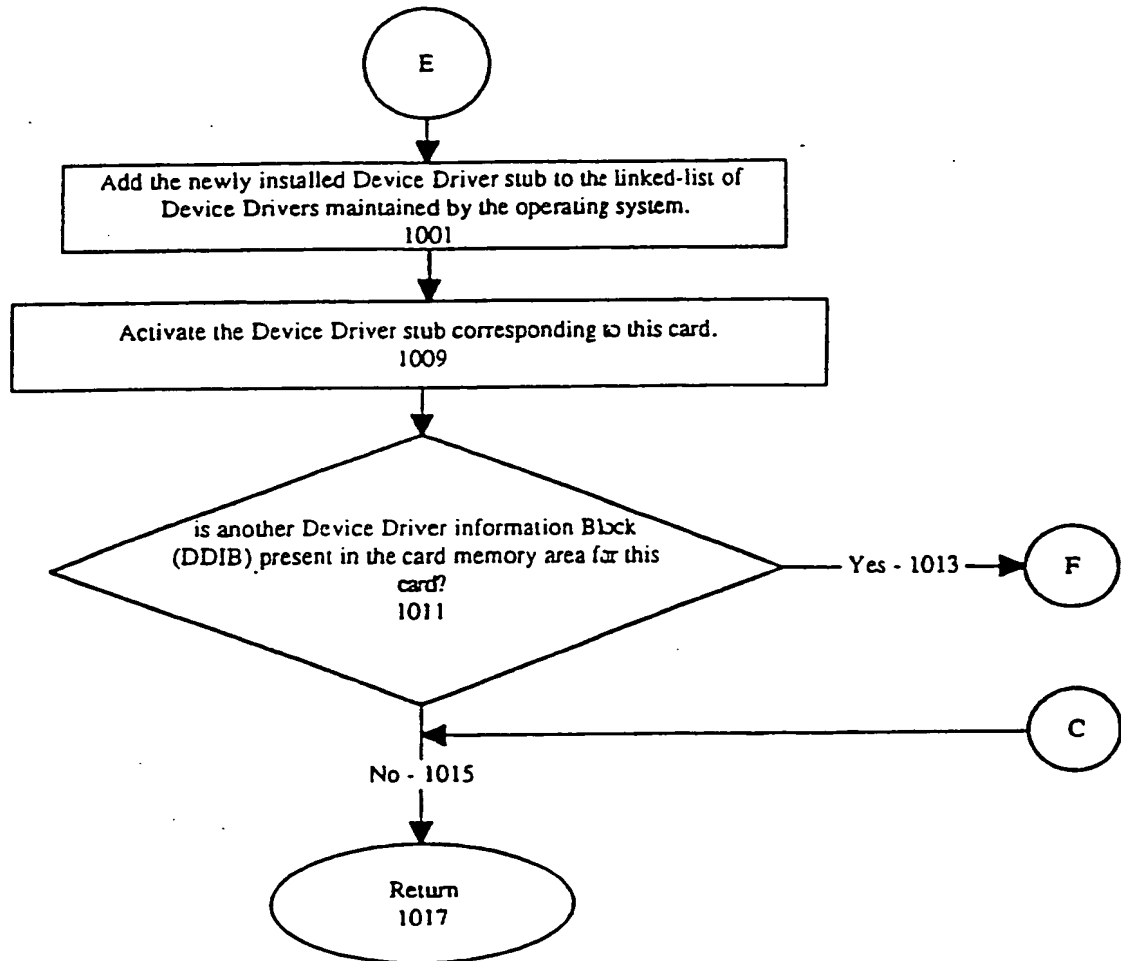 E
Add the newly installed Device Driver stub to the linked-list of
Device Drivers maintained by the operating system.
1001
Activate the Device Driver stub corresponding to this card.
1009
is another Device Driver information Block
(DDIB) present in the card memory area for this
card?
1011
Yes - 1013
F
C
No - 1015
Return
1017